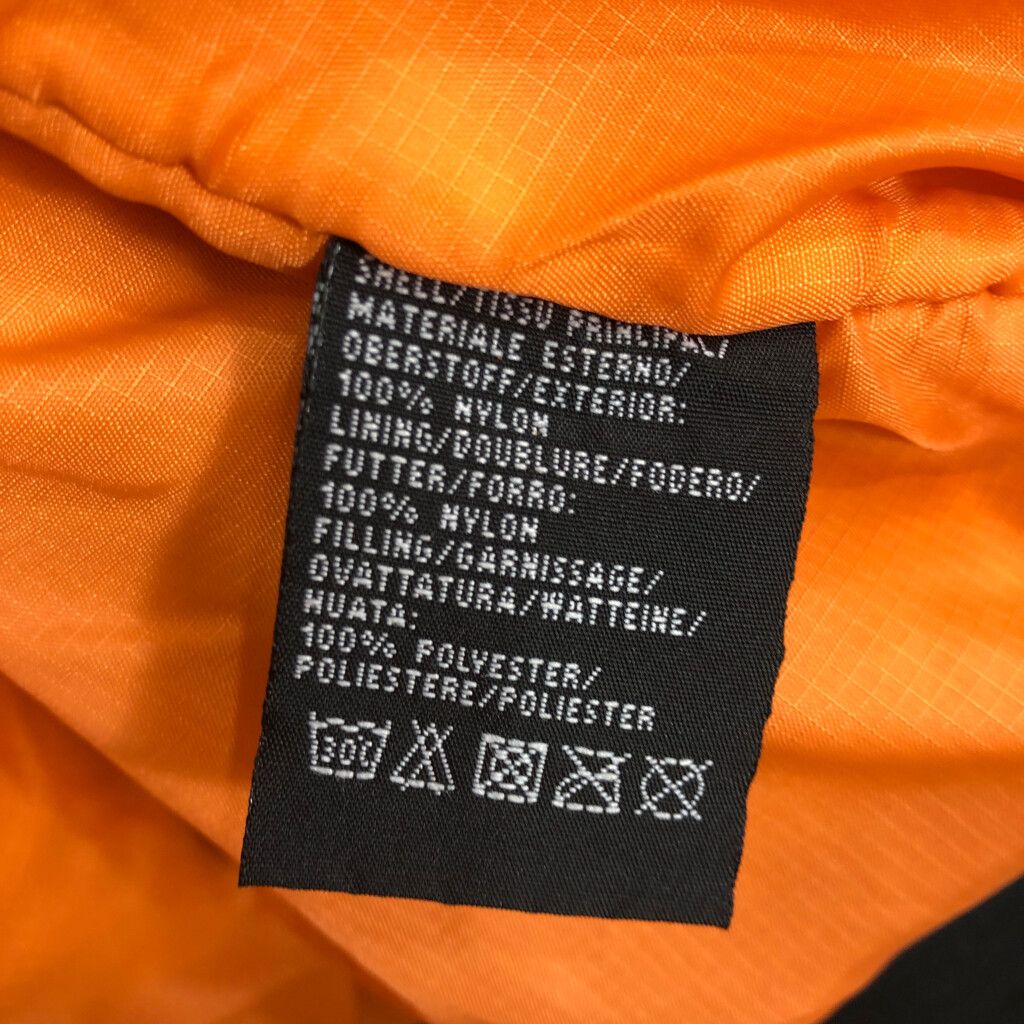 SHELL/TISSU PRINCIPAL/
MATERIALE ESTERNO/
OBERSTOFF/EXTERIOR:
100% NYLON
LINING/DOUBLURE/FODERO/
FUTTER/FORRO:
100% NYLON
FILLING/GARNISSAGE/
OVATTATURA/WATTEINE/
HUATA:
100% POLYESTER/
POLIESTERE/POLIESTER
30C